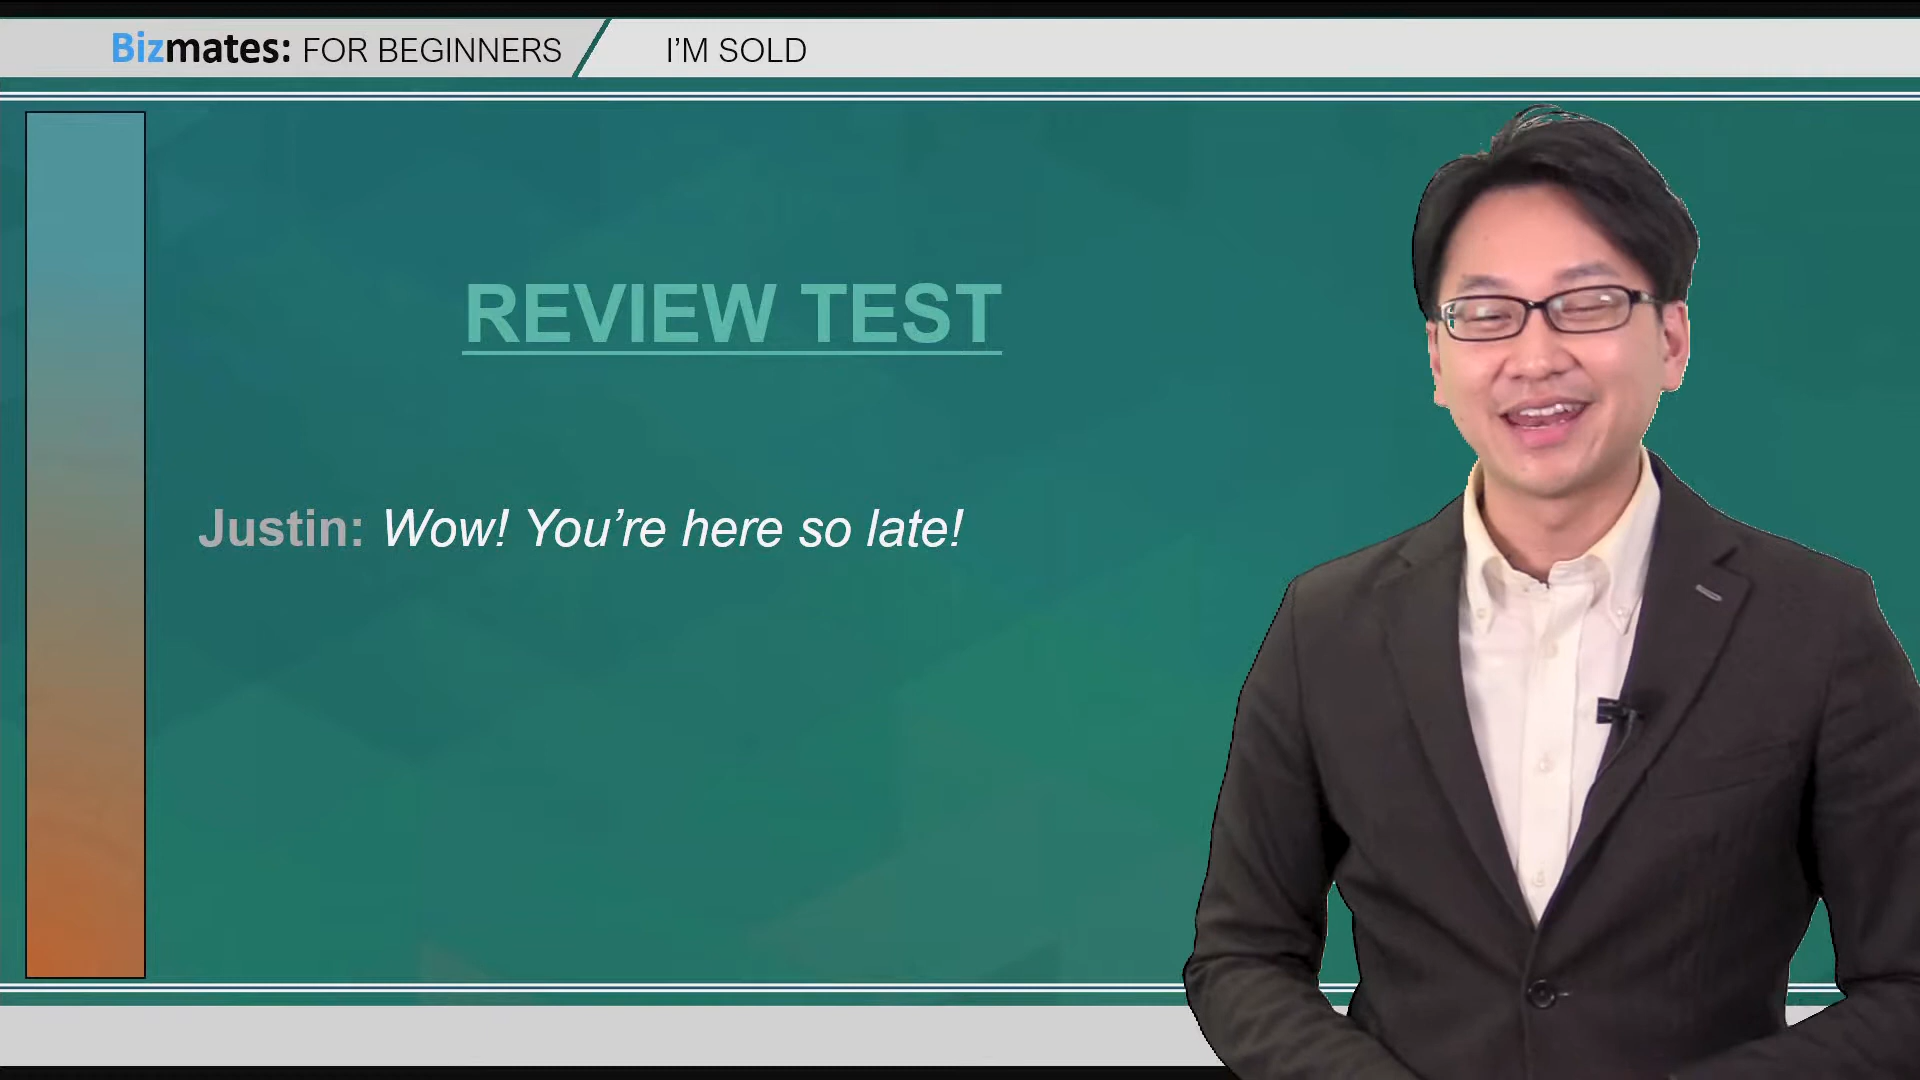 Bizmates: FOR BEGINNERS
I'M SOLD
REVIEW TEST
Justin: Wow! You're here so late!